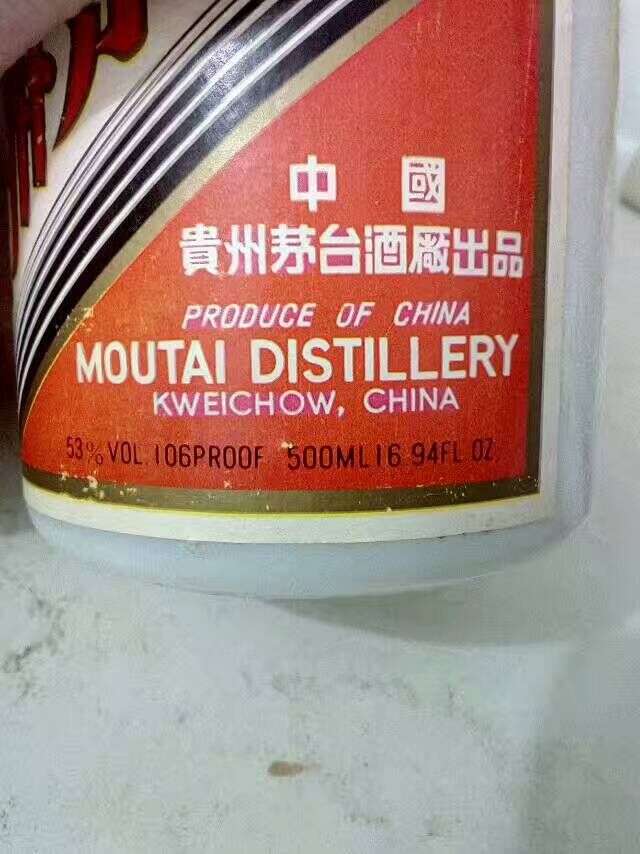 中國
貴州茅台酒廠出品
PRODUCE OF CHINA
MOUTAI DISTILLERY
KWEICHOW, CHINA
53% VOL. 106PROOF 500ML 16 94FL OZ